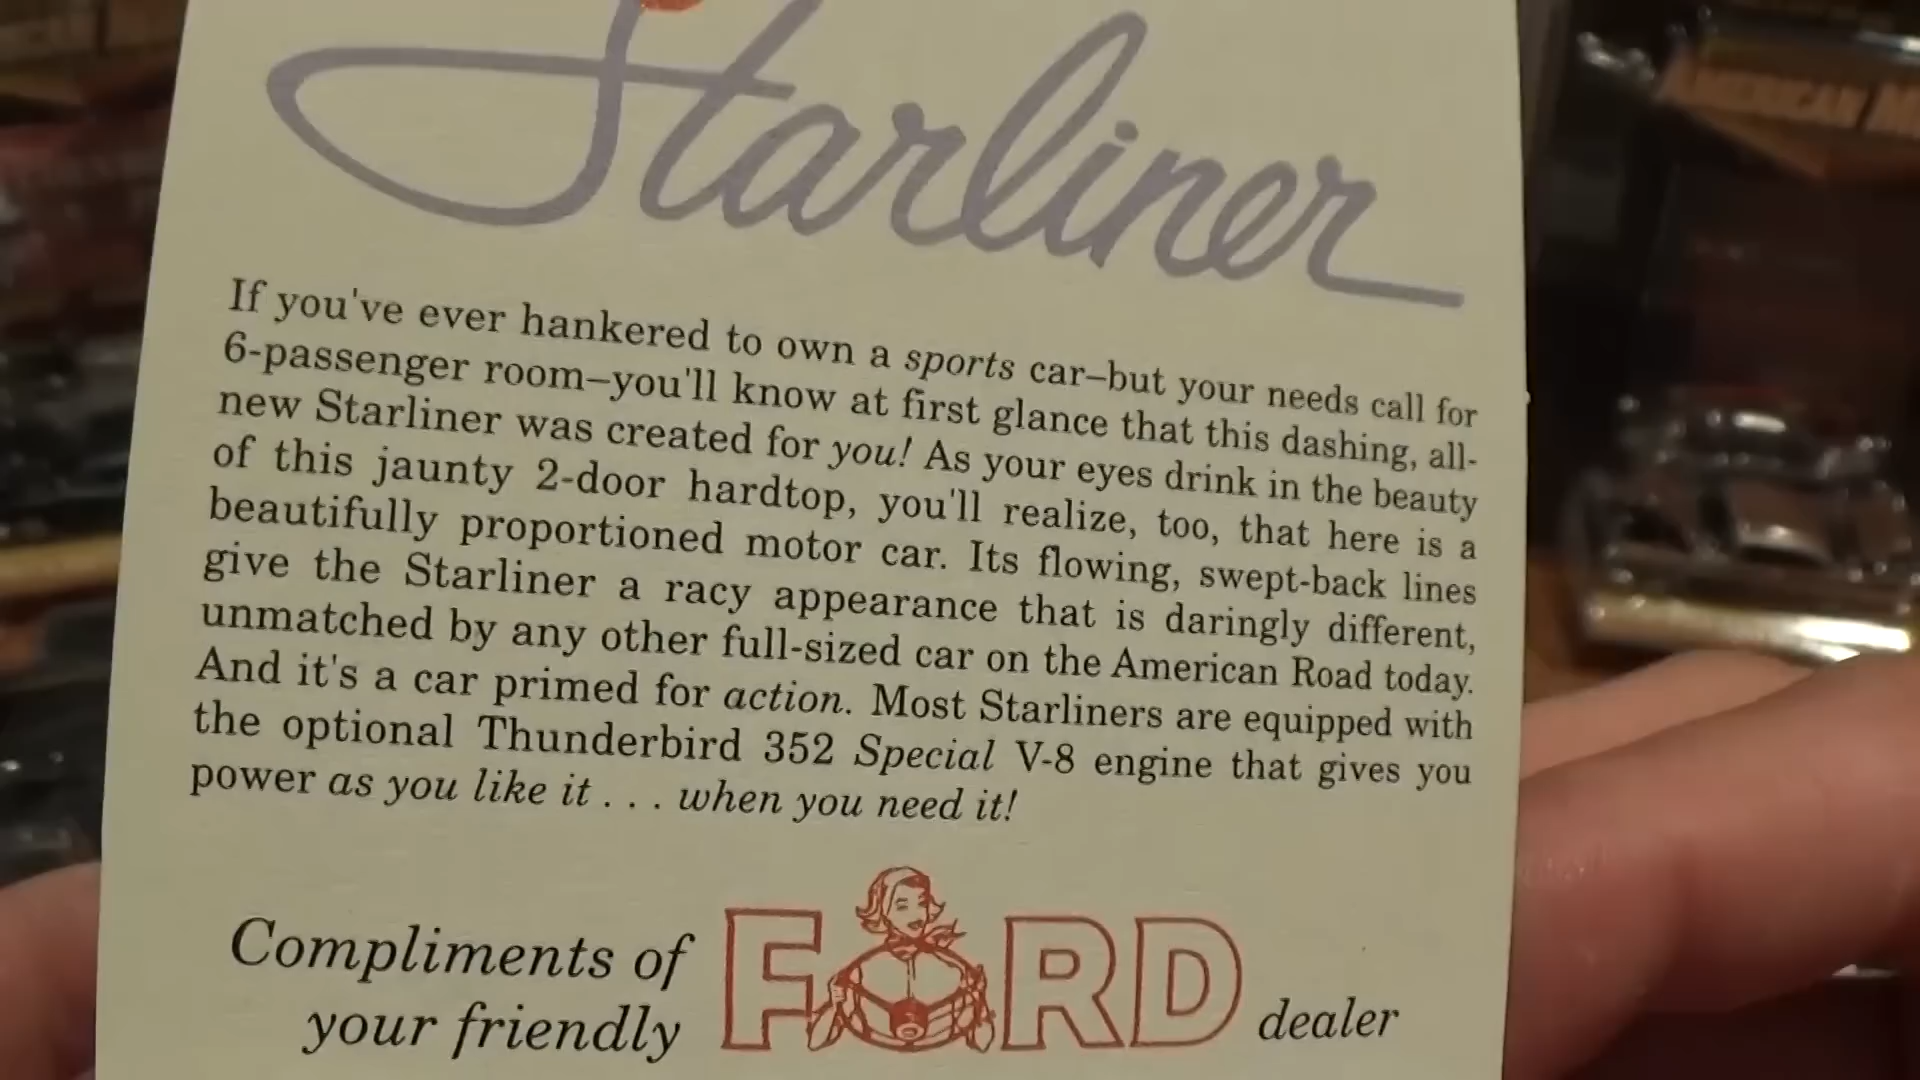 Starliner
If you've ever hankered to own a sports car–but your needs call for
6-passenger room–you'll know at first glance that this dashing, all-
new Starliner was created for you! As your eyes drink in the beauty
of this jaunty 2-door hardtop, you'll realize, too, that here is a
beautifully proportioned motor car. Its flowing, swept-back lines
give the Starliner a racy appearance that is daringly different,
unmatched by any other full-sized car on the American Road today.
And it's a car primed for action. Most Starliners are equipped with
the optional Thunderbird 352 Special V-8 engine that gives you
power as you like it . . . when you need it!
Compliments of
your friendly FORD dealer
AMERICAN